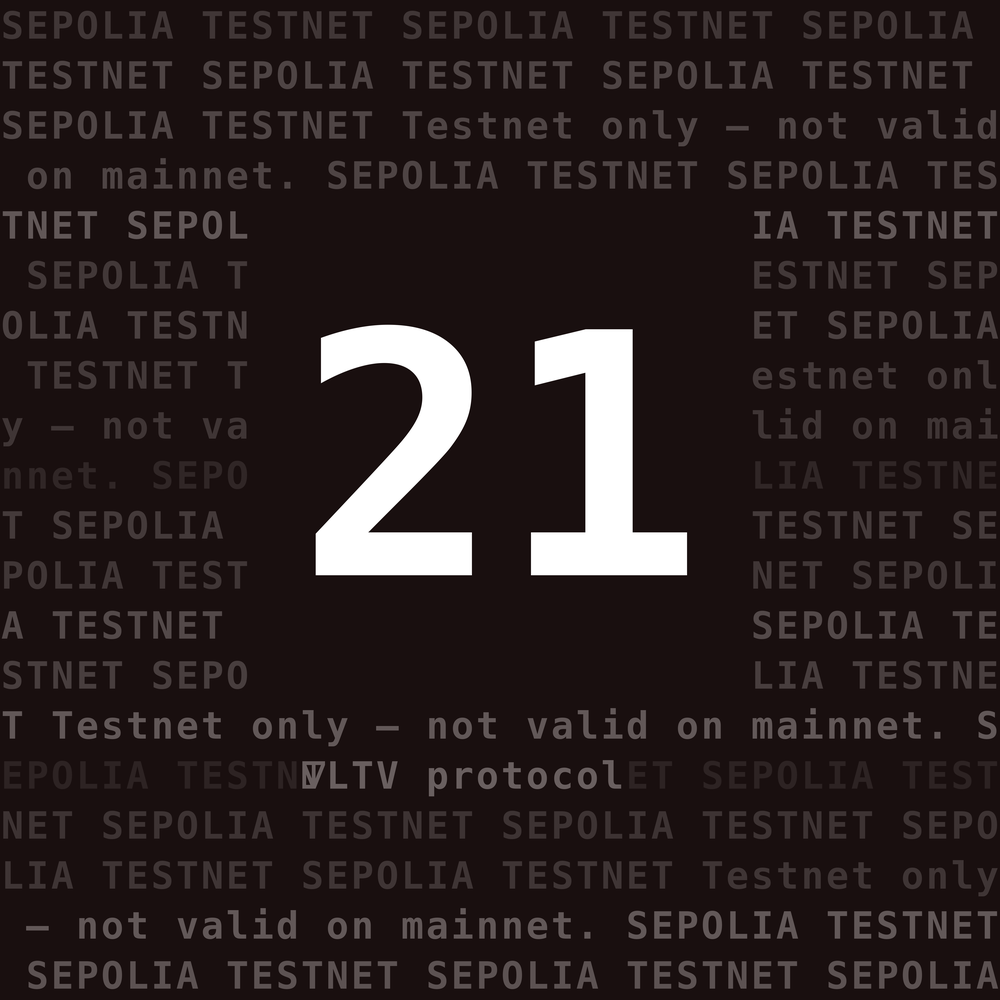 SEPOLIA TESTNET SEPOLIA TESTNET SEPOLIA
TESTNET SEPOLIA TESTNET SEPOLIA TESTNET
SEPOLIA TESTNET Testnet only — not valid
on mainnet. SEPOLIA TESTNET SEPOLIA TES
TNET SEPOL IA TESTNET
SEPOLIA T ESTNET SEP
OLIA TESTN ET SEPOLIA
TESTNET T estnet onl
y — not va lid on mai
nnet. SEPO LIA TESTNE
21
T SEPOLIA TESTNET SE
POLIA TEST NET SEPOLI
A TESTNET SEPOLIA TE
STNET SEPO LIA TESTNE
T Testnet only — not valid on mainnet. S
EPOLIA TESTN VLTV protocol ET SEPOLIA TEST
NET SEPOLIA TESTNET SEPOLIA TESTNET SEPO
LIA TESTNET SEPOLIA TESTNET Testnet only
— not valid on mainnet. SEPOLIA TESTNET
SEPOLIA TESTNET SEPOLIA TESTNET SEPOLIA